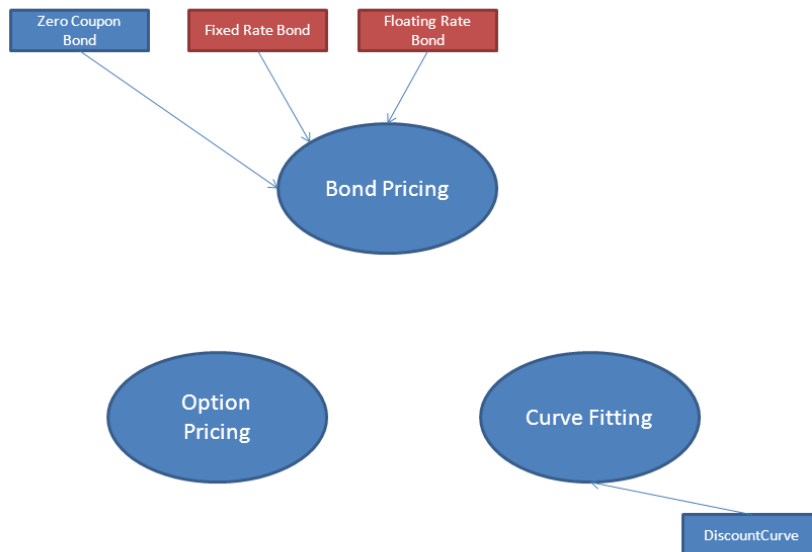 Zero Coupon
Bond
Fixed Rate Bond
Floating Rate
Bond
Bond Pricing
Option
Pricing
Curve Fitting
DiscountCurve